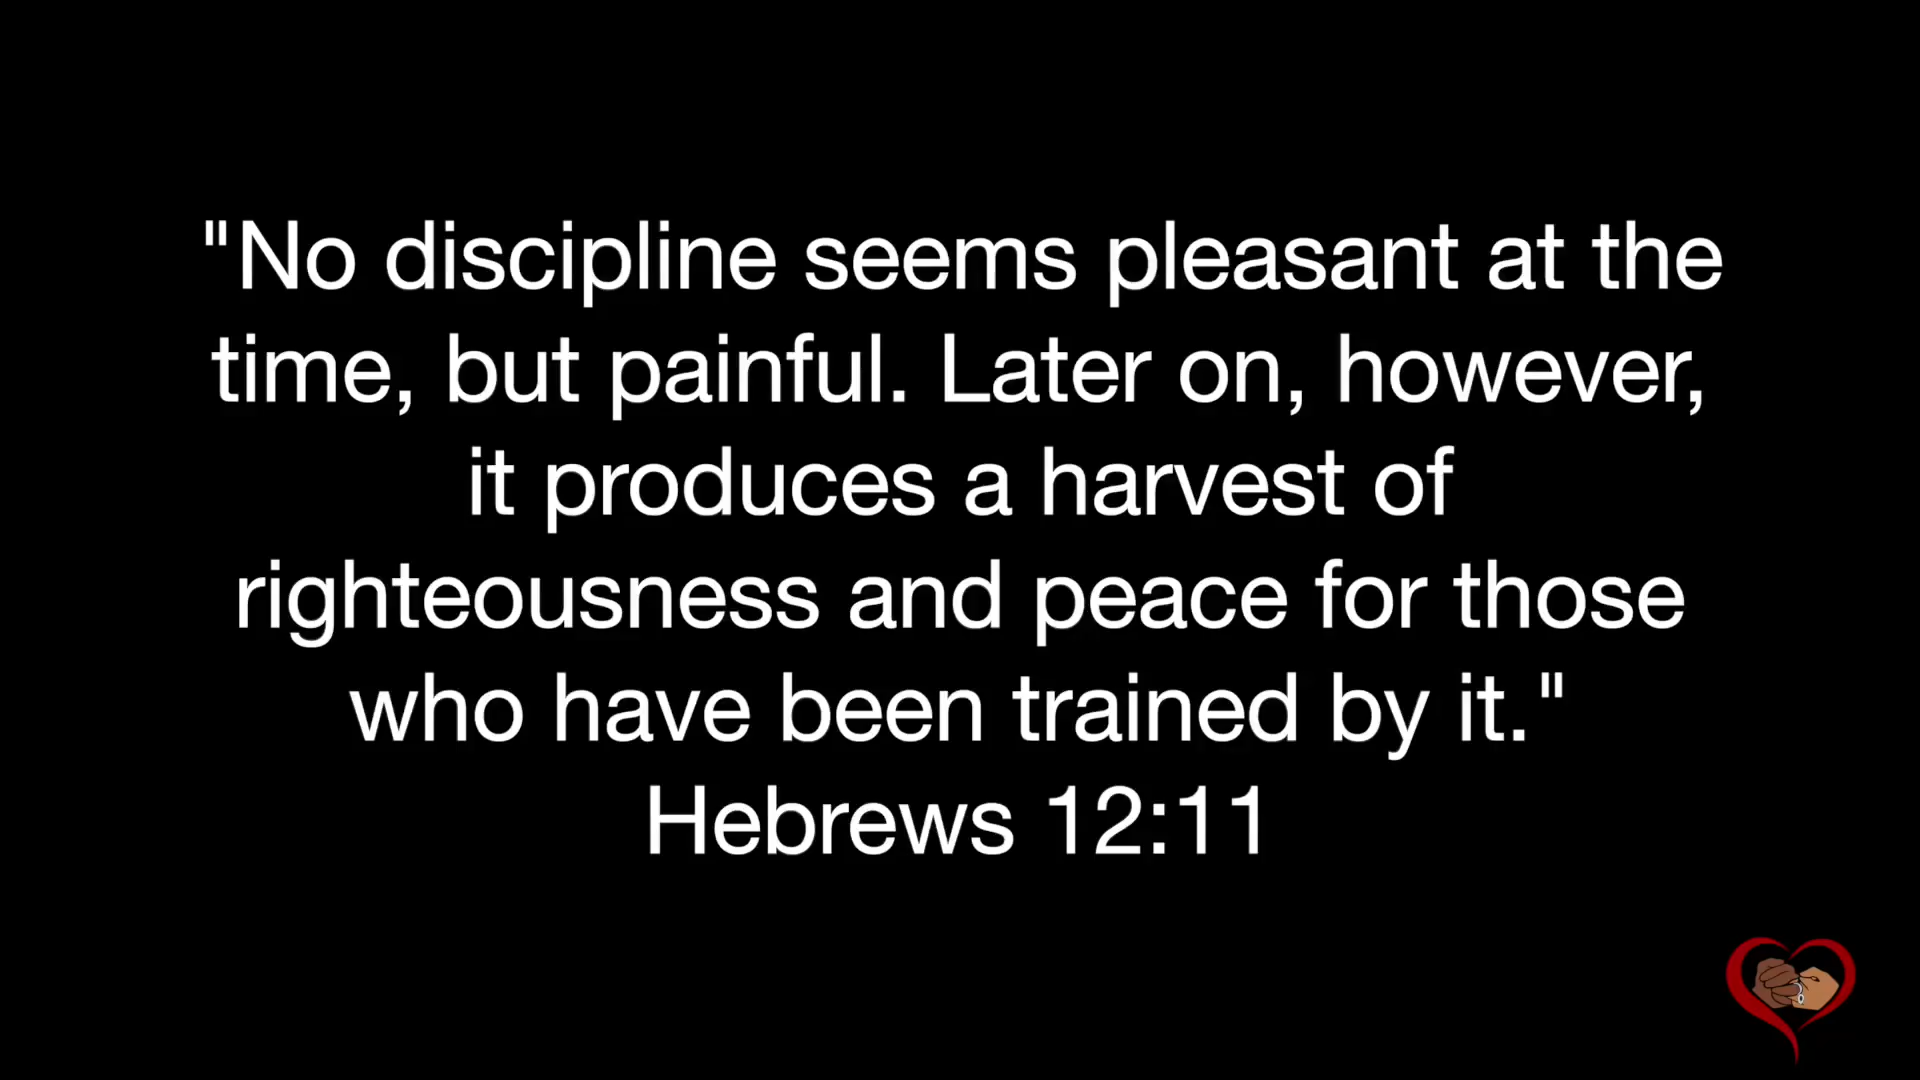 "No discipline seems pleasant at the
time, but painful. Later on, however,
it produces a harvest of
righteousness and peace for those
who have been trained by it."
Hebrews 12:11